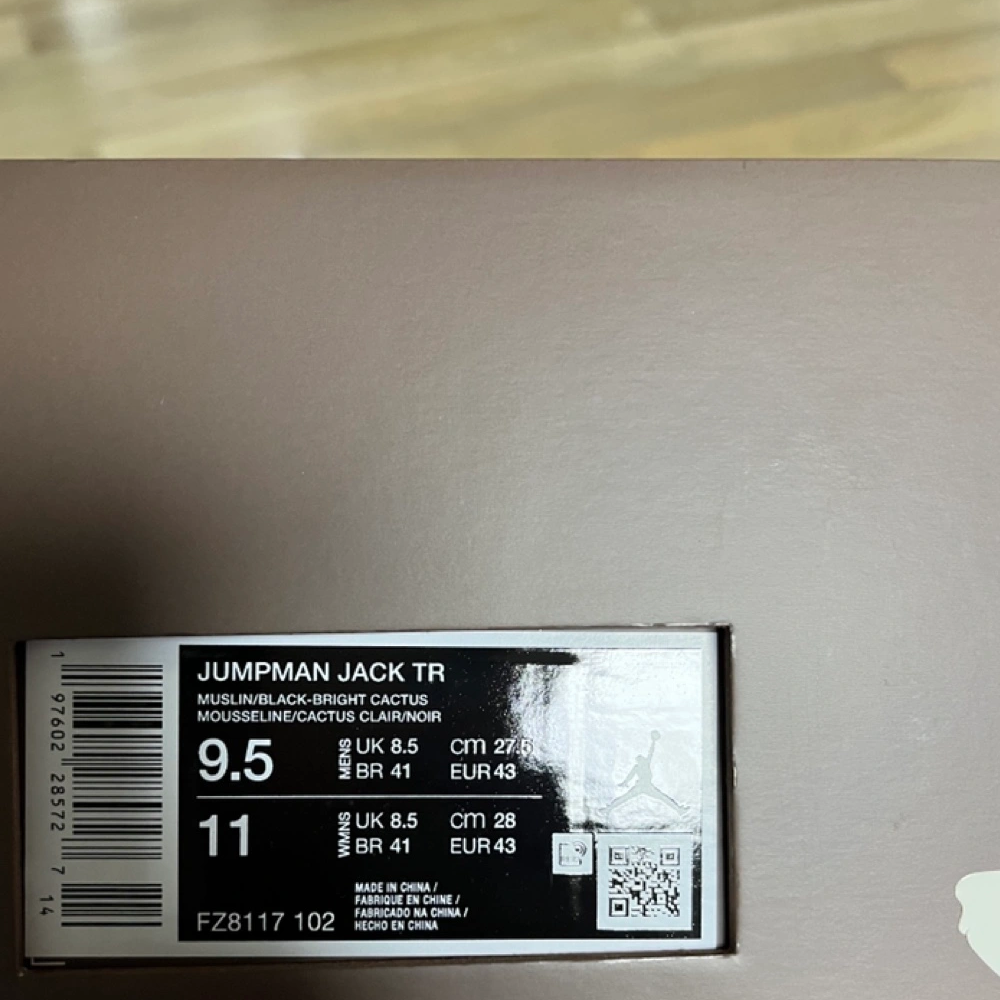 JUMPMAN JACK TR
MUSLIN/BLACK-BRIGHT CACTUS
MOUSSELINE/CACTUS CLAIR/NOIR
9.5 MENS UK 8.5 cm 27.5
BR 41 EUR 43
11 WMNS UK 8.5 cm 28
BR 41 EUR 43
MADE IN CHINA /
FABRIQUE EN CHINE /
FABRICADO NA CHINA /
HECHO EN CHINA
FZ8117 102
1 97602 28572 7 14